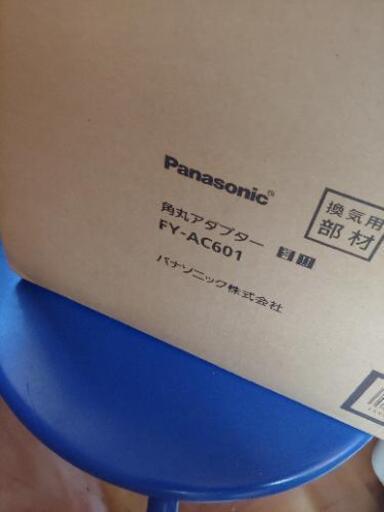 Panasonic®
角丸アダプター
FY-AC601
パナソニック株式会社
換気用
部材